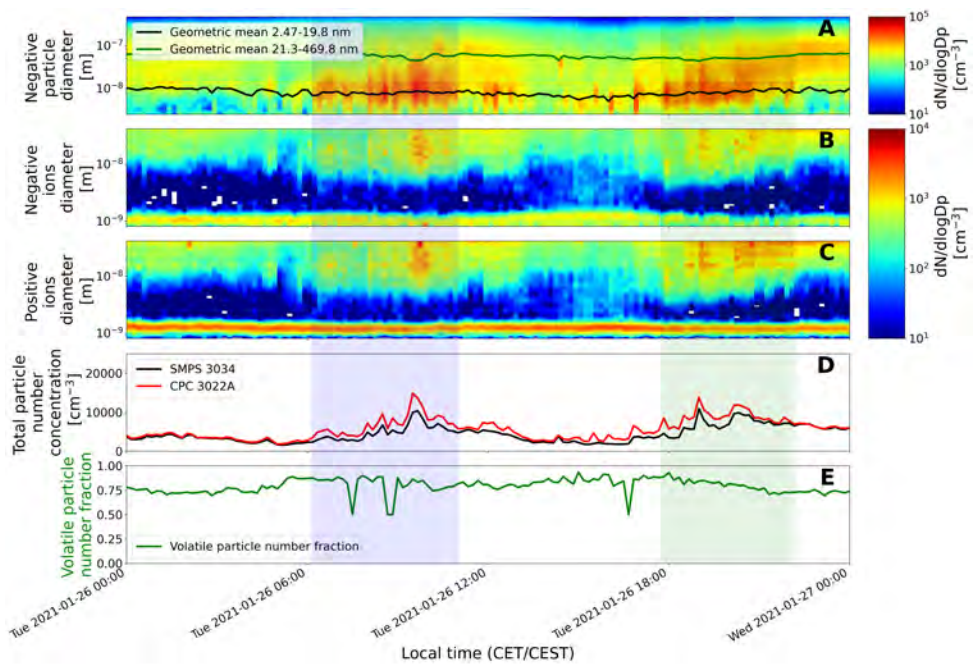 Negative
particle
diameter
[m]
10⁻⁷
10⁻⁸
Geometric mean 2.47-19.8 nm
Geometric mean 21.3-469.8 nm
A
10⁵
10³
10¹
dN/dlogDp
[cm⁻³]
Negative
ions
diameter
[m]
10⁻⁸
10⁻⁹
B
Positive
ions
diameter
[m]
10⁻⁸
10⁻⁹
C
10⁴
10³
10²
10¹
dN/dlogDp
[cm⁻³]
Total particle
number
concentration
[cm⁻³]
20000
10000
0
SMPS 3034
CPC 3022A
D
Volatile particle
number fraction
1.00
0.75
0.50
0.25
0.00
Volatile particle number fraction
E
Tue 2021-01-26 00:00
Tue 2021-01-26 06:00
Tue 2021-01-26 12:00
Tue 2021-01-26 18:00
Wed 2021-01-27 00:00
Local time (CET/CEST)